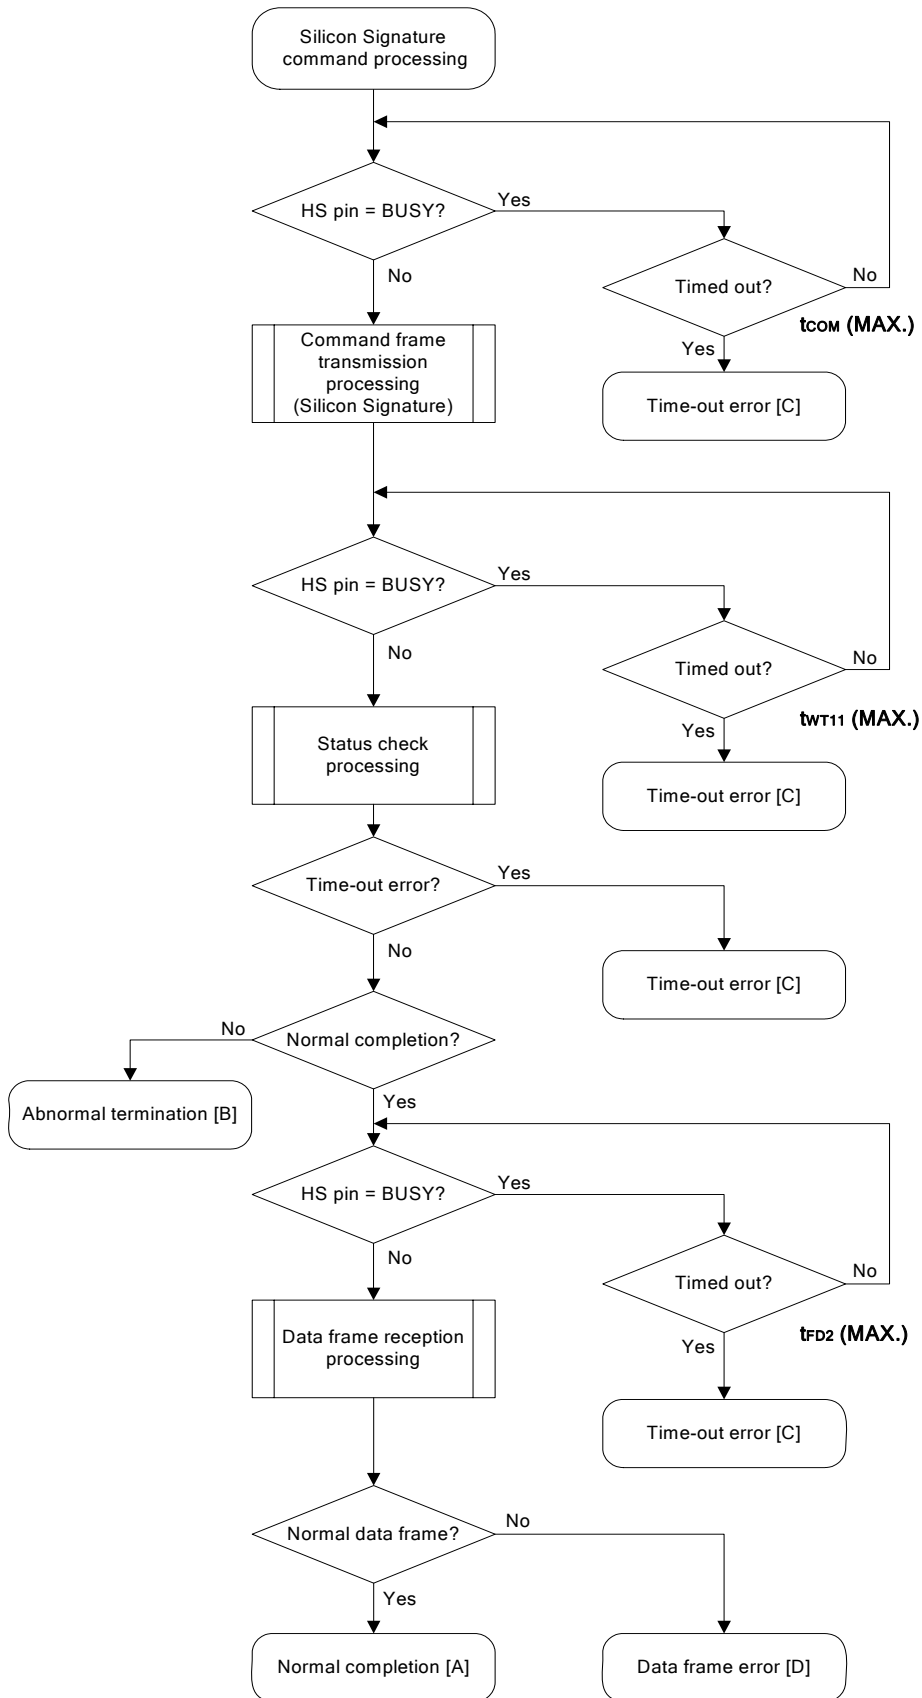 Silicon Signature
command processing
HS pin = BUSY?
Yes
No
Timed out?
No
tCOM (MAX.)
Yes
Command frame
transmission
processing
(Silicon Signature)
Time-out error [C]
HS pin = BUSY?
Yes
No
Timed out?
No
tWT11 (MAX.)
Yes
Status check
processing
Time-out error [C]
Time-out error?
Yes
No
Time-out error [C]
Normal completion?
No
Abnormal termination [B]
Yes
HS pin = BUSY?
Yes
No
Timed out?
No
tFD2 (MAX.)
Yes
Data frame reception
processing
Time-out error [C]
Normal data frame?
No
Yes
Normal completion [A]
Data frame error [D]